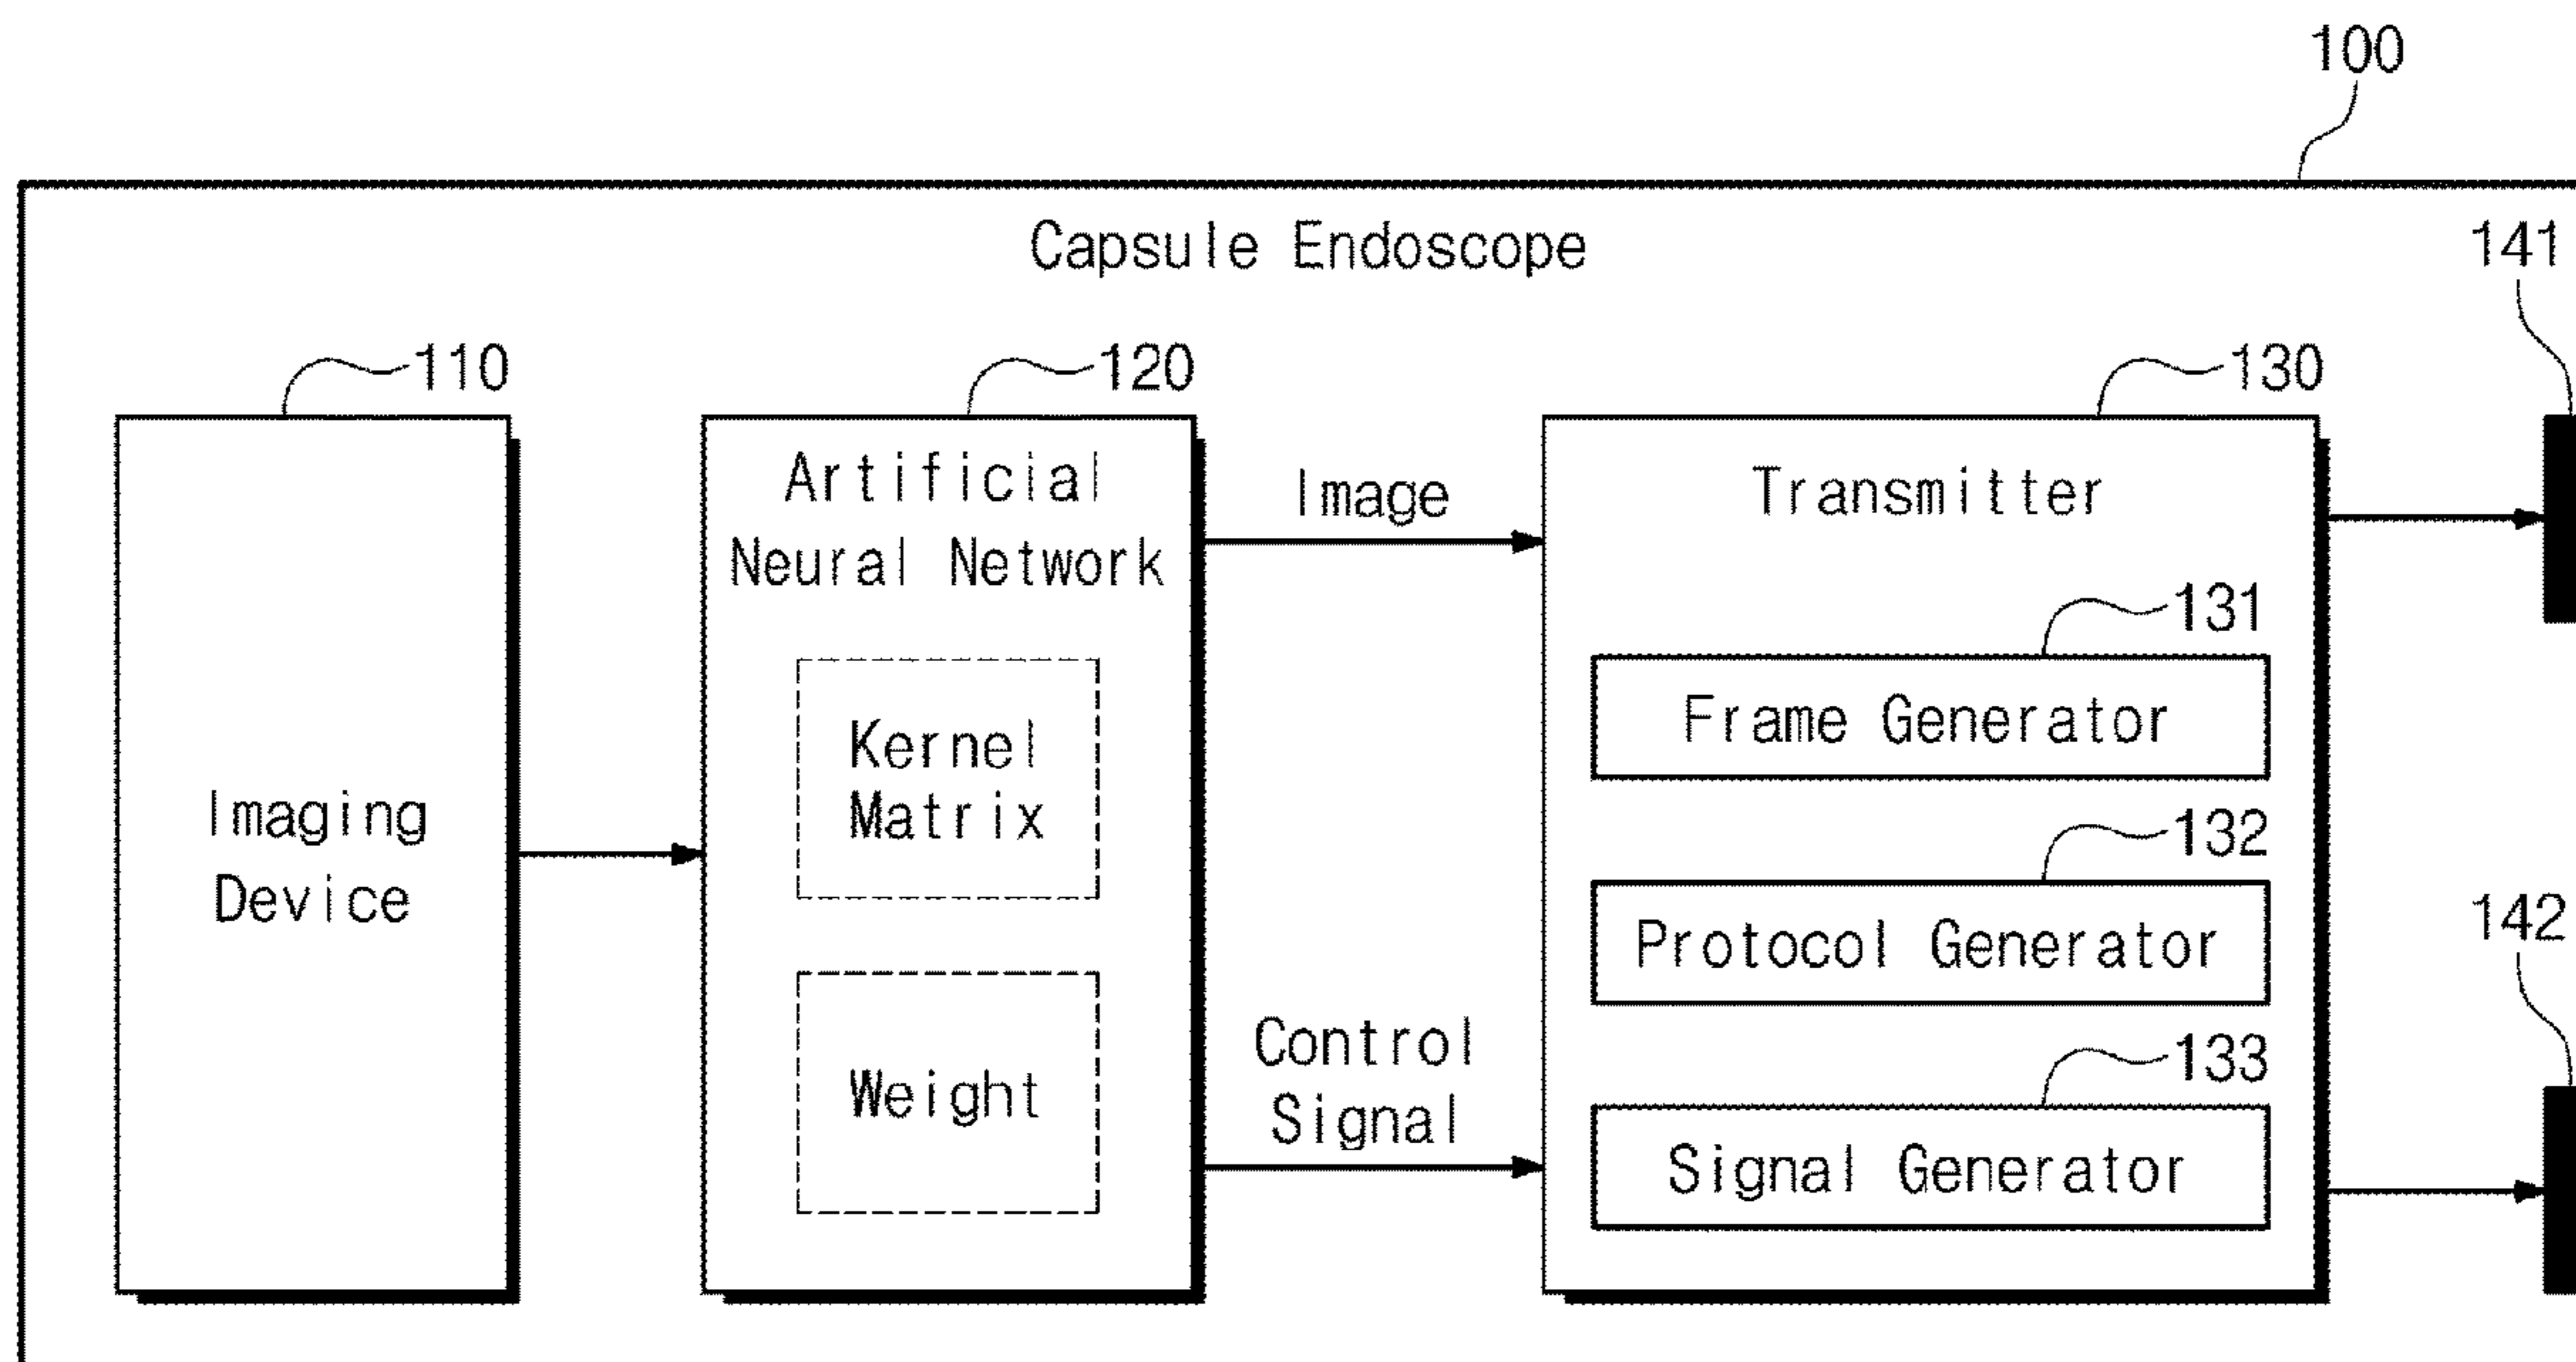 100
Capsule Endoscope
141
110
120
130
Artificial
Neural Network
Image
Transmitter
131
Frame Generator
Kernel
Matrix
Imaging
Device
132
Protocol Generator
142
Control
Signal
133
Weight
Signal Generator